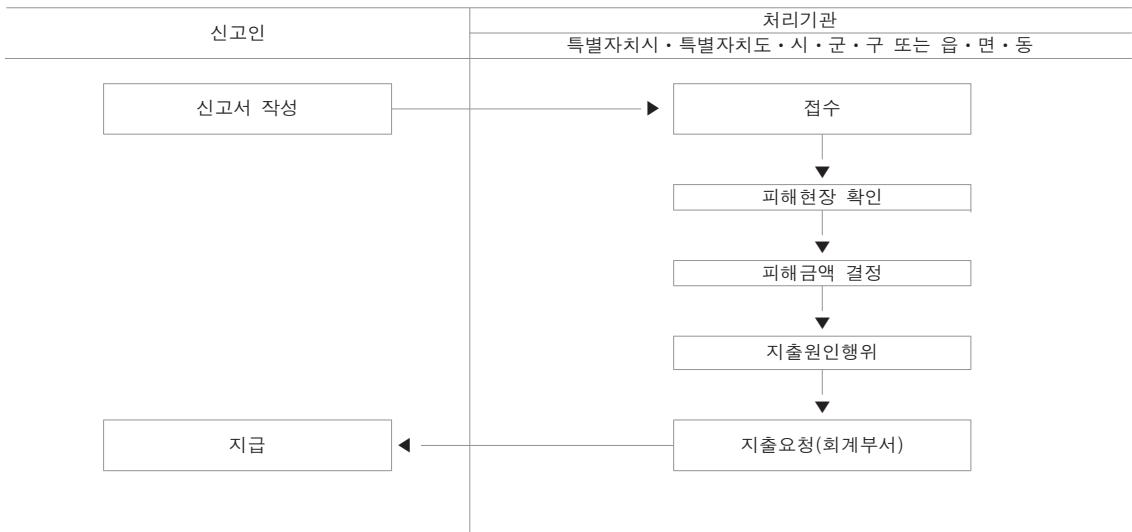 신고인
처리기관
특별자치시・특별자치도・시・군・구 또는 읍・면・동
신고서 작성
접수
피해현장 확인
피해금액 결정
지출원인행위
지급
지출요청(회계부서)